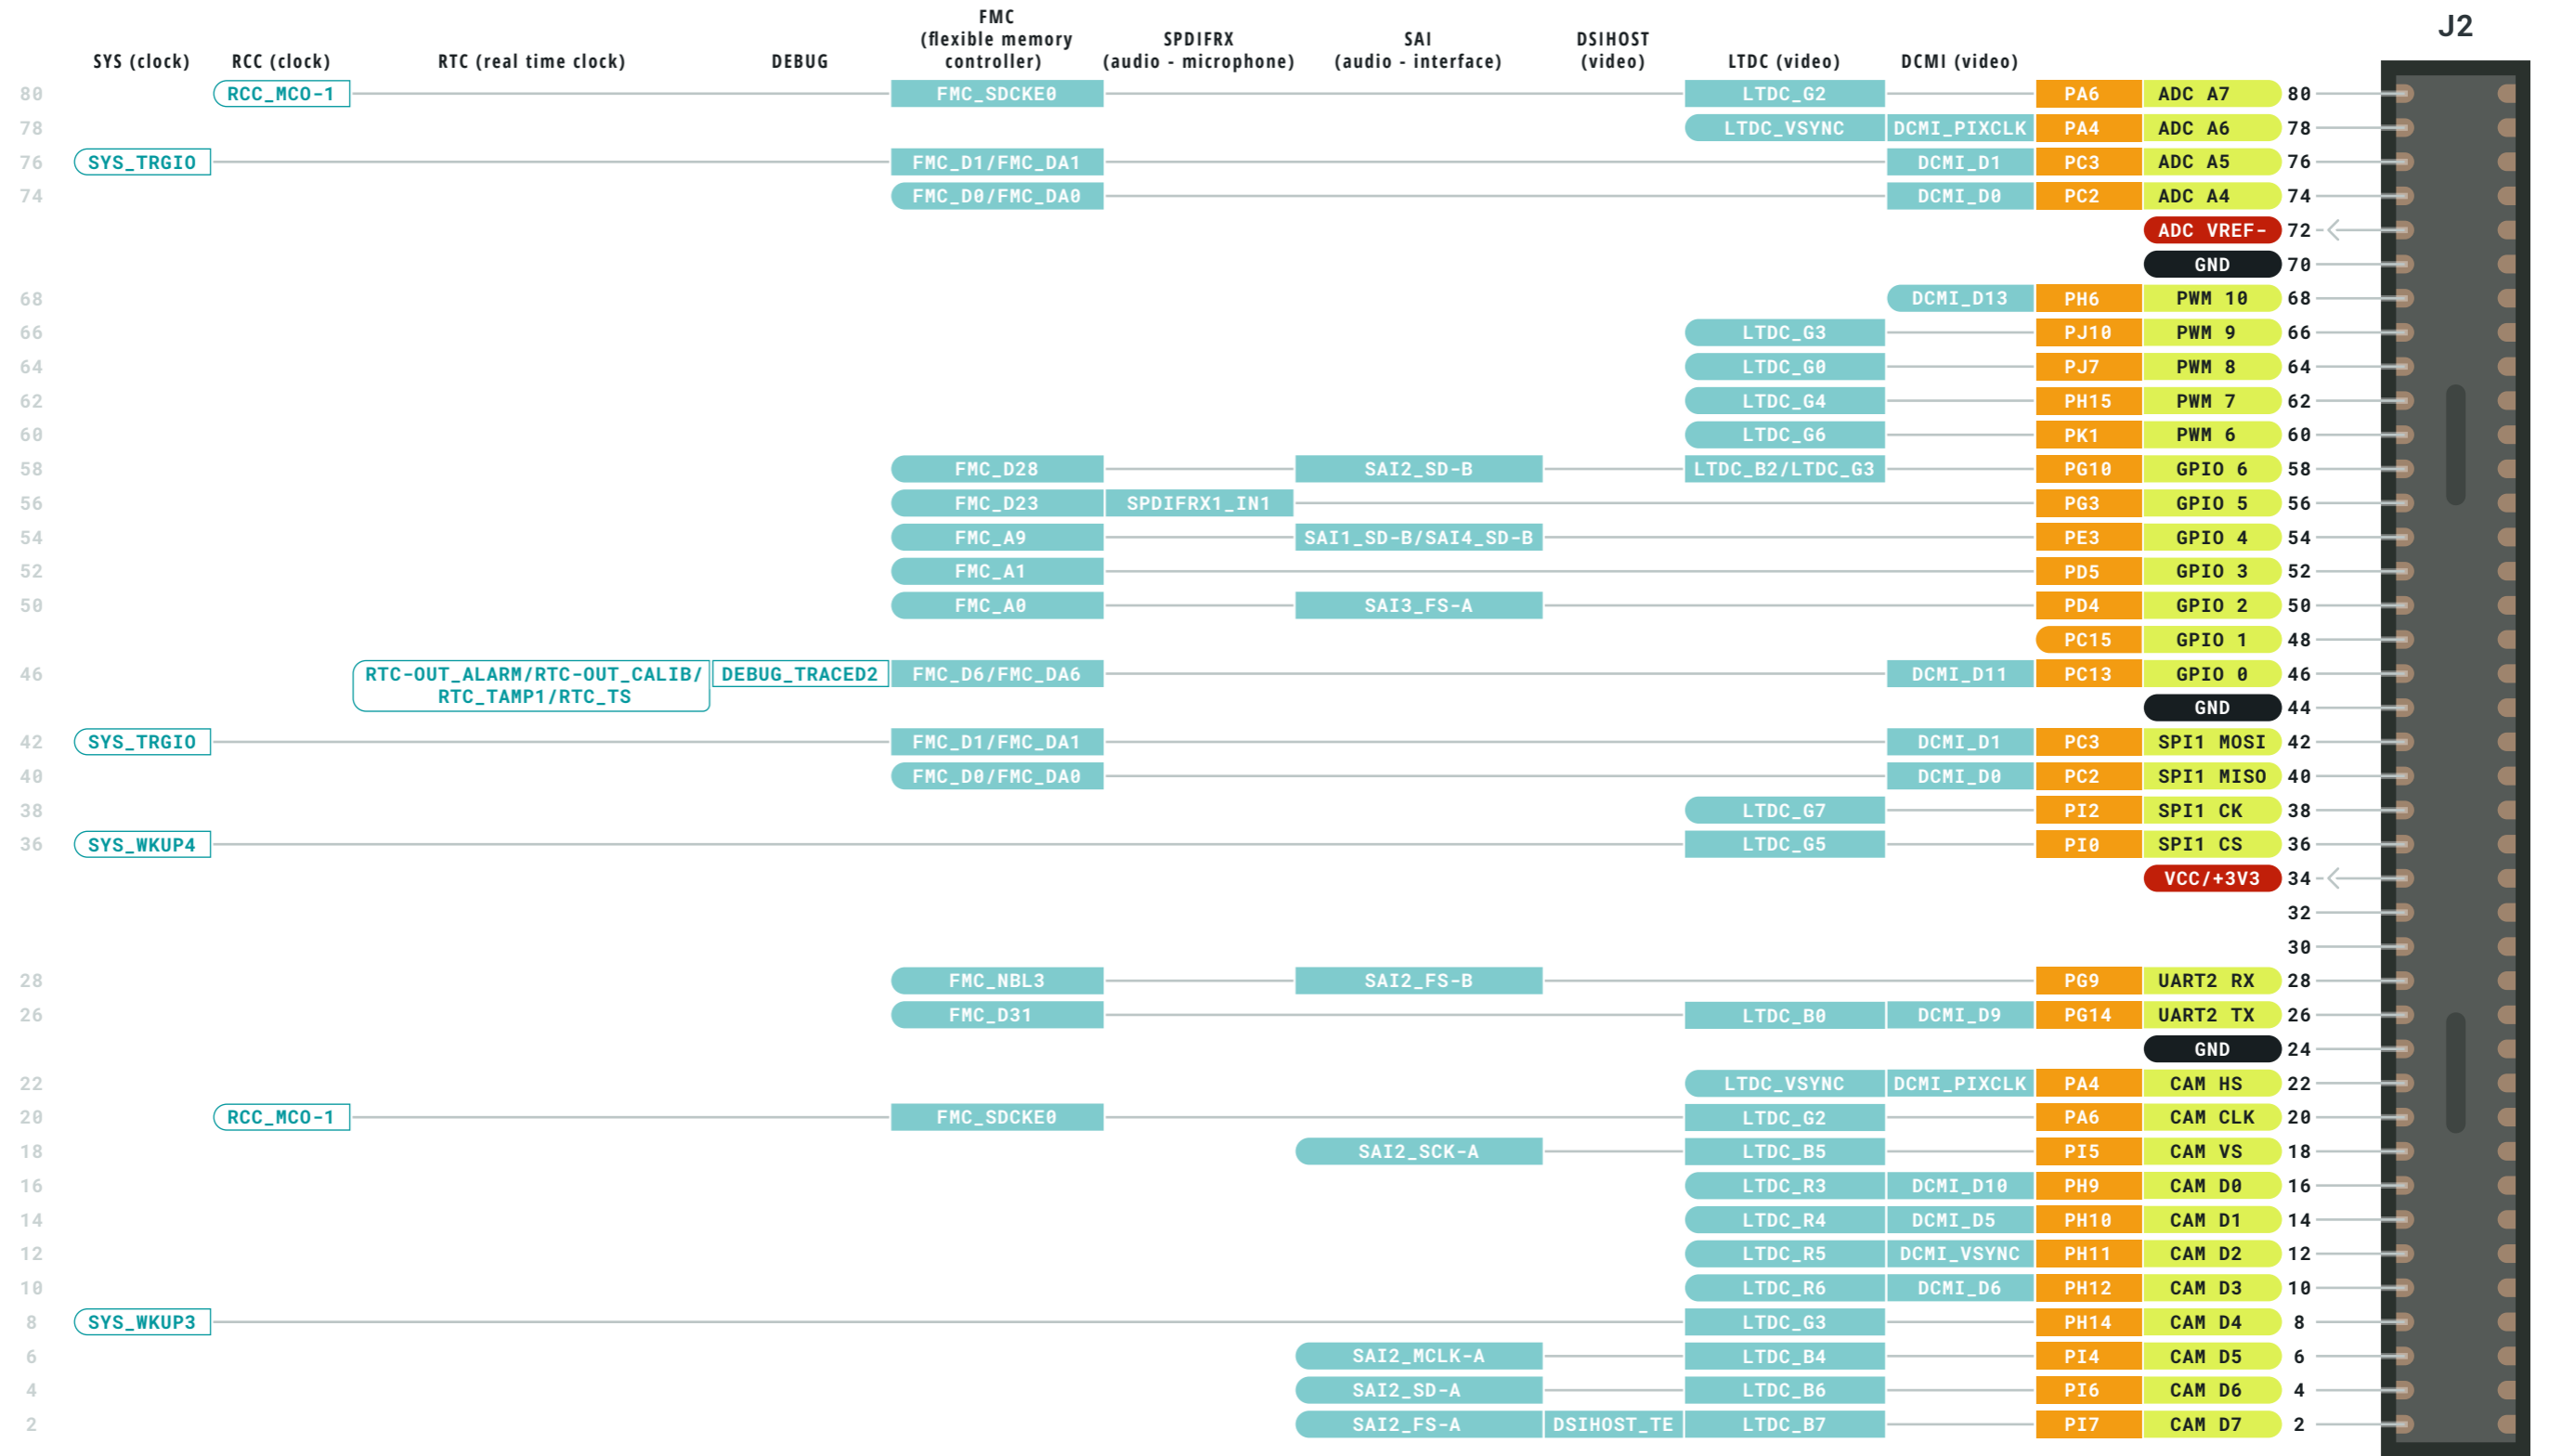 J2
SYS (clock) RCC (clock) RTC (real time clock) DEBUG FMC (flexible memory controller) SPDIFRX (audio - microphone) SAI (audio - interface) DSIHOST (video) LTDC (video) DCMI (video)
80 RCC_MCO-1 FMC_SDCKE0 LTDC_G2 PA6 ADC A7 80
78 LTDC_VSYNC DCMI_PIXCLK PA4 ADC A6 78
76 SYS_TRGIO FMC_D1/FMC_DA1 DCMI_D1 PC3 ADC A5 76
74 FMC_D0/FMC_DA0 DCMI_D0 PC2 ADC A4 74
ADC VREF- 72
GND 70
68 DCMI_D13 PH6 PWM 10 68
66 LTDC_G3 PJ10 PWM 9 66
64 LTDC_G0 PJ7 PWM 8 64
62 LTDC_G4 PH15 PWM 7 62
60 LTDC_G6 PK1 PWM 6 60
58 FMC_D28 SAI2_SD-B LTDC_B2/LTDC_G3 PG10 GPIO 6 58
56 FMC_D23 SPDIFRX1_IN1 PG3 GPIO 5 56
54 FMC_A9 SAI1_SD-B/SAI4_SD-B PE3 GPIO 4 54
52 FMC_A1 PD5 GPIO 3 52
50 FMC_A0 SAI3_FS-A PD4 GPIO 2 50
PC15 GPIO 1 48
46 RTC-OUT_ALARM/RTC-OUT_CALIB/ DEBUG_TRACED2 FMC_D6/FMC_DA6 DCMI_D11 PC13 GPIO 0 46
RTC_TAMP1/RTC_TS
GND 44
42 SYS_TRGIO FMC_D1/FMC_DA1 DCMI_D1 PC3 SPI1 MOSI 42
40 FMC_D0/FMC_DA0 DCMI_D0 PC2 SPI1 MISO 40
38 LTDC_G7 PI2 SPI1 CK 38
36 SYS_WKUP4 LTDC_G5 PI0 SPI1 CS 36
VCC/+3V3 34
32
30
28 FMC_NBL3 SAI2_FS-B PG9 UART2 RX 28
26 FMC_D31 LTDC_B0 DCMI_D9 PG14 UART2 TX 26
GND 24
22 LTDC_VSYNC DCMI_PIXCLK PA4 CAM HS 22
20 RCC_MCO-1 FMC_SDCKE0 LTDC_G2 PA6 CAM CLK 20
18 SAI2_SCK-A LTDC_B5 PI5 CAM VS 18
16 LTDC_R3 DCMI_D10 PH9 CAM D0 16
14 LTDC_R4 DCMI_D5 PH10 CAM D1 14
12 LTDC_R5 DCMI_VSYNC PH11 CAM D2 12
10 LTDC_R6 DCMI_D6 PH12 CAM D3 10
8 SYS_WKUP3 LTDC_G3 PH14 CAM D4 8
6 SAI2_MCLK-A LTDC_B4 PI4 CAM D5 6
4 SAI2_SD-A LTDC_B6 PI6 CAM D6 4
2 SAI2_FS-A DSIHOST_TE LTDC_B7 PI7 CAM D7 2